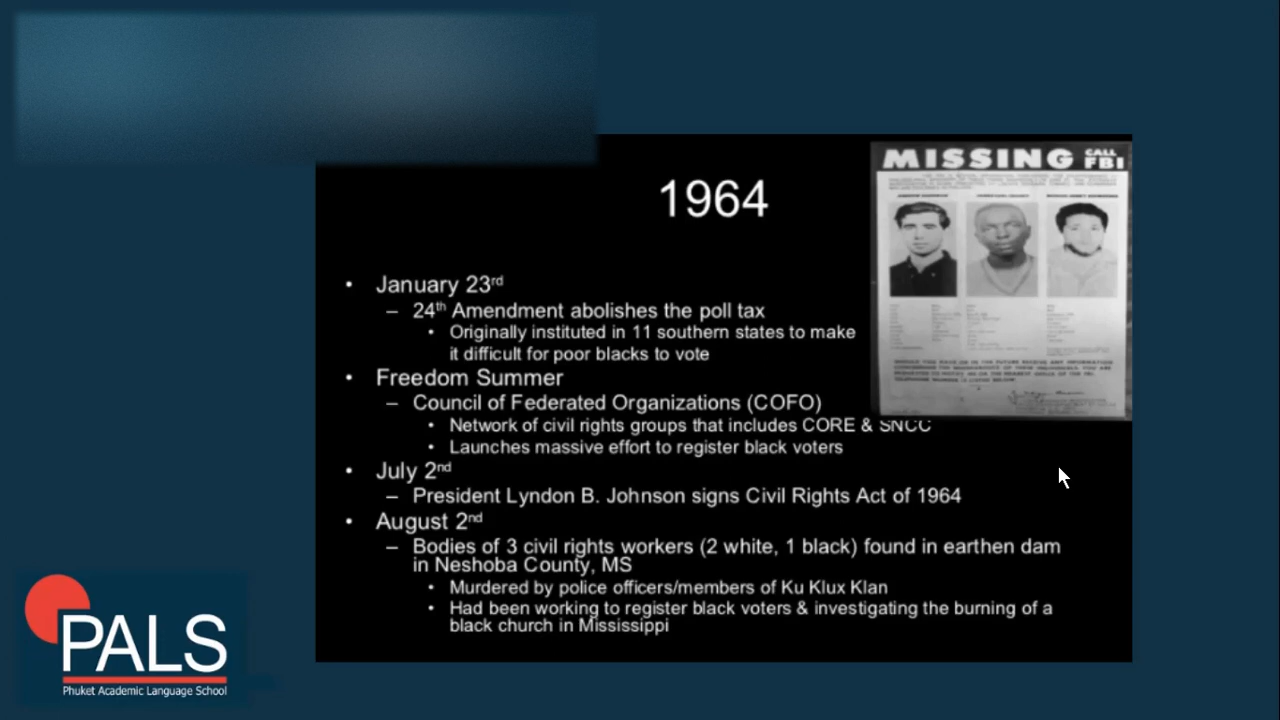 MISSING CALL
FBI
1964
• January 23rd
– 24th Amendment abolishes the poll tax
• Originally instituted in 11 southern states to make
it difficult for poor blacks to vote
• Freedom Summer
– Council of Federated Organizations (COFO)
• Network of civil rights groups that includes CORE & SNCC
• Launches massive effort to register black voters
• July 2nd
– President Lyndon B. Johnson signs Civil Rights Act of 1964
• August 2nd
– Bodies of 3 civil rights workers (2 white, 1 black) found in earthen dam
in Neshoba County, MS
• Murdered by police officers/members of Ku Klux Klan
• Had been working to register black voters & investigating the burning of a
black church in Mississippi
PALS
Phuket Academic Language School